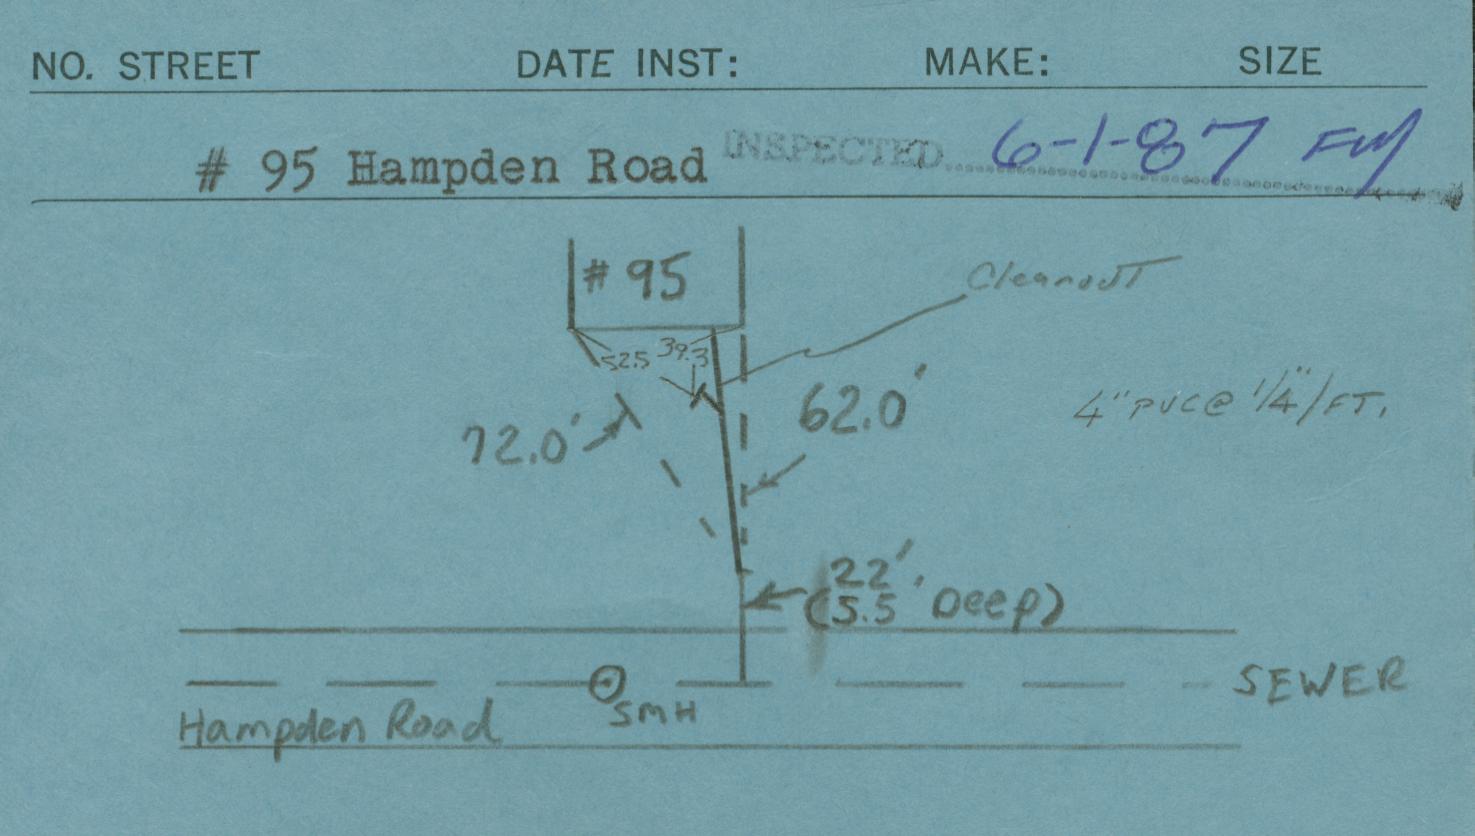 NO. STREET DATE INST: MAKE: SIZE
# 95 Hampden Road INSPECTED 6-1-87 FM
# 95
Cleanout
52.5 39.3
4" PVC @ 1/4"/FT.
62.0'
72.0'
22'
(5.5' Deep)
SEWER
SMH
Hampden Road